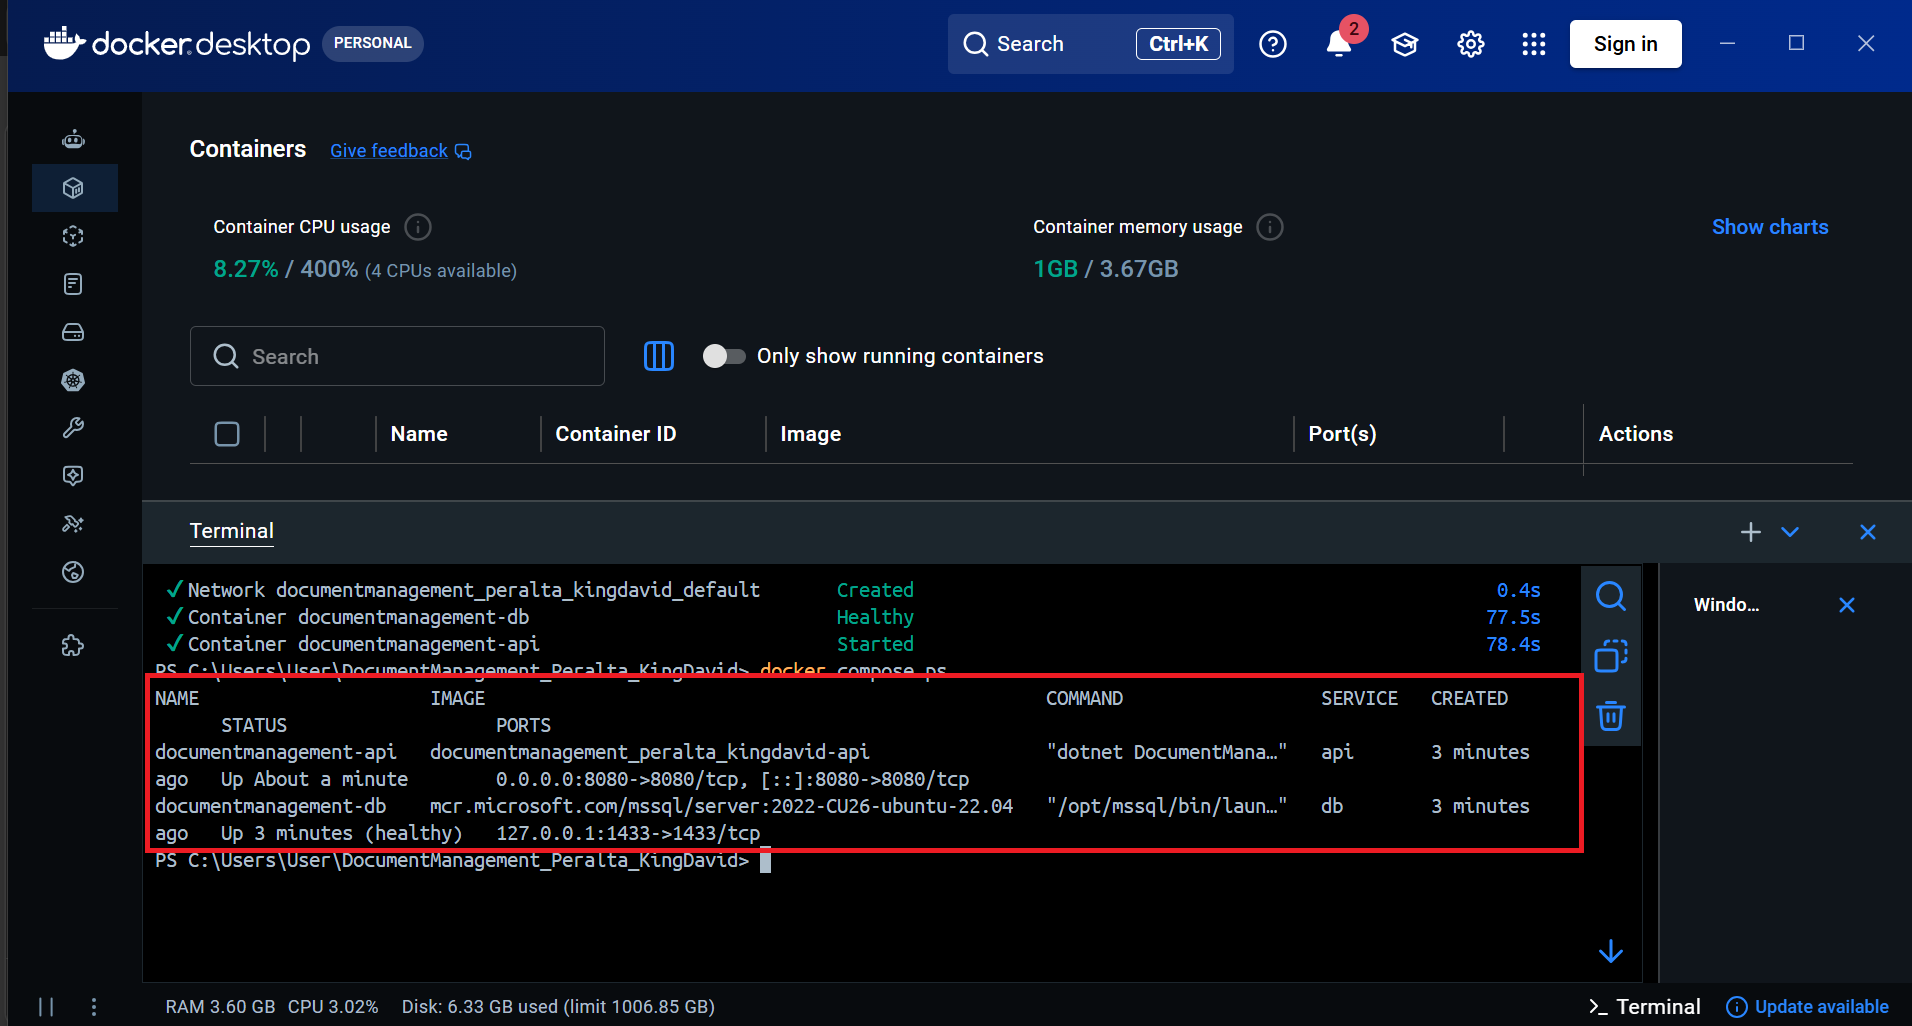 docker.desktop PERSONAL Search Ctrl+K 2 Sign in
Containers Give feedback
Container CPU usage
8.27% / 400% (4 CPUs available)
Container memory usage
1GB / 3.67GB
Show charts
Search
Only show running containers
Name Container ID Image Port(s) Actions
Terminal
Network documentmanagement_peralta_kingdavid_default Created 0.4s
Container documentmanagement-db Healthy 77.5s
Container documentmanagement-api Started 78.4s
PS C:\Users\User\DocumentManagement_Peralta_KingDavid> docker compose ps
NAME IMAGE COMMAND SERVICE CREATED
STATUS PORTS
documentmanagement-api documentmanagement_peralta_kingdavid-api "dotnet DocumentMana…" api 3 minutes
ago Up About a minute 0.0.0.0:8080->8080/tcp, [::]:8080->8080/tcp
documentmanagement-db mcr.microsoft.com/mssql/server:2022-CU26-ubuntu-22.04 "/opt/mssql/bin/laun…" db 3 minutes
ago Up 3 minutes (healthy) 127.0.0.1:1433->1433/tcp
PS C:\Users\User\DocumentManagement_Peralta_KingDavid>
Windo...
RAM 3.60 GB CPU 3.02% Disk: 6.33 GB used (limit 1006.85 GB)
>_ Terminal
Update available